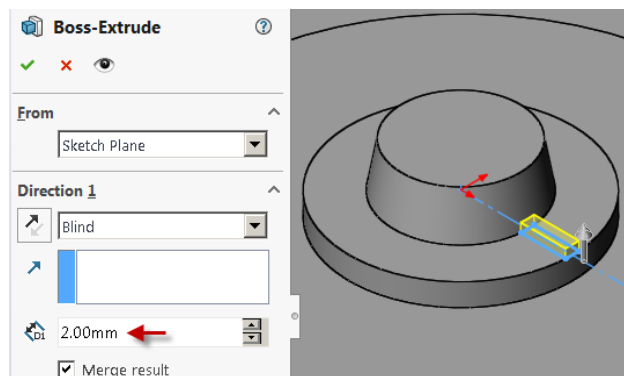 Boss-Extrude
From
Sketch Plane
Direction 1
Blind
D1
2.00mm
Merge result